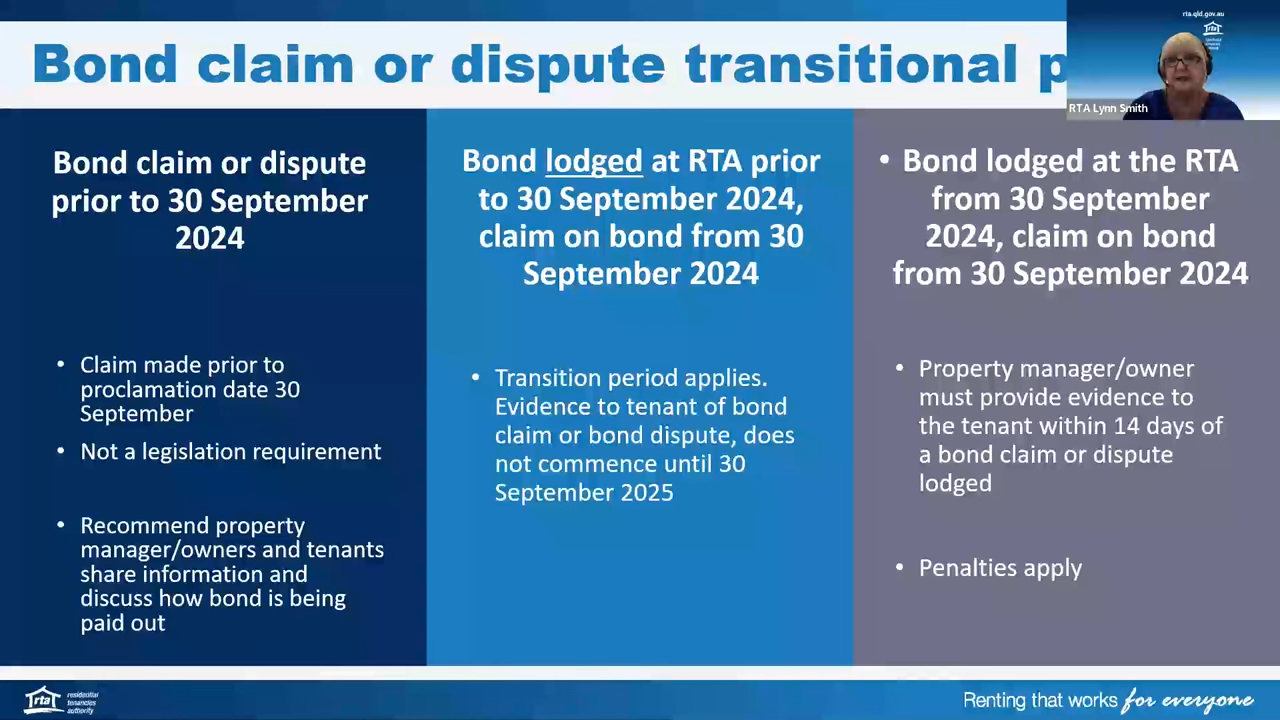 rta.qld.gov.au
rta
Bond claim or dispute transitional p
RTA Lynn Smith
Bond claim or dispute
prior to 30 September
2024
• Claim made prior to
proclamation date 30
September
• Not a legislation requirement
• Recommend property
manager/owners and tenants
share information and
discuss how bond is being
paid out
Bond lodged at RTA prior
to 30 September 2024,
claim on bond from 30
September 2024
• Transition period applies.
Evidence to tenant of bond
claim or bond dispute, does
not commence until 30
September 2025
• Bond lodged at the RTA
from 30 September
2024, claim on bond
from 30 September 2024
• Property manager/owner
must provide evidence to
the tenant within 14 days of
a bond claim or dispute
lodged
• Penalties apply
rta
residential
tenancies
authority
Renting that works for everyone